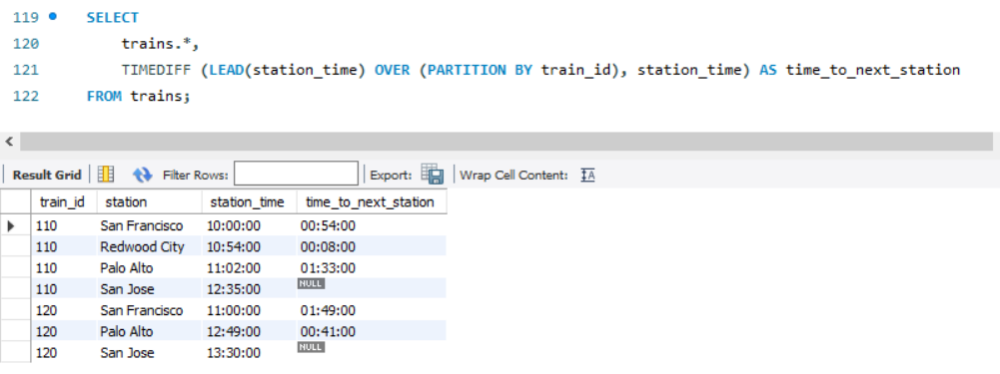 119 SELECT
120 trains.*,
121 TIMEDIFF (LEAD(station_time) OVER (PARTITION BY train_id), station_time) AS time_to_next_station
122 FROM trains;
Result Grid Filter Rows: Export: Wrap Cell Content: IA
train_id station station_time time_to_next_station
110 San Francisco 10:00:00 00:54:00
110 Redwood City 10:54:00 00:08:00
110 Palo Alto 11:02:00 01:33:00
110 San Jose 12:35:00 NULL
120 San Francisco 11:00:00 01:49:00
120 Palo Alto 12:49:00 00:41:00
120 San Jose 13:30:00 NULL